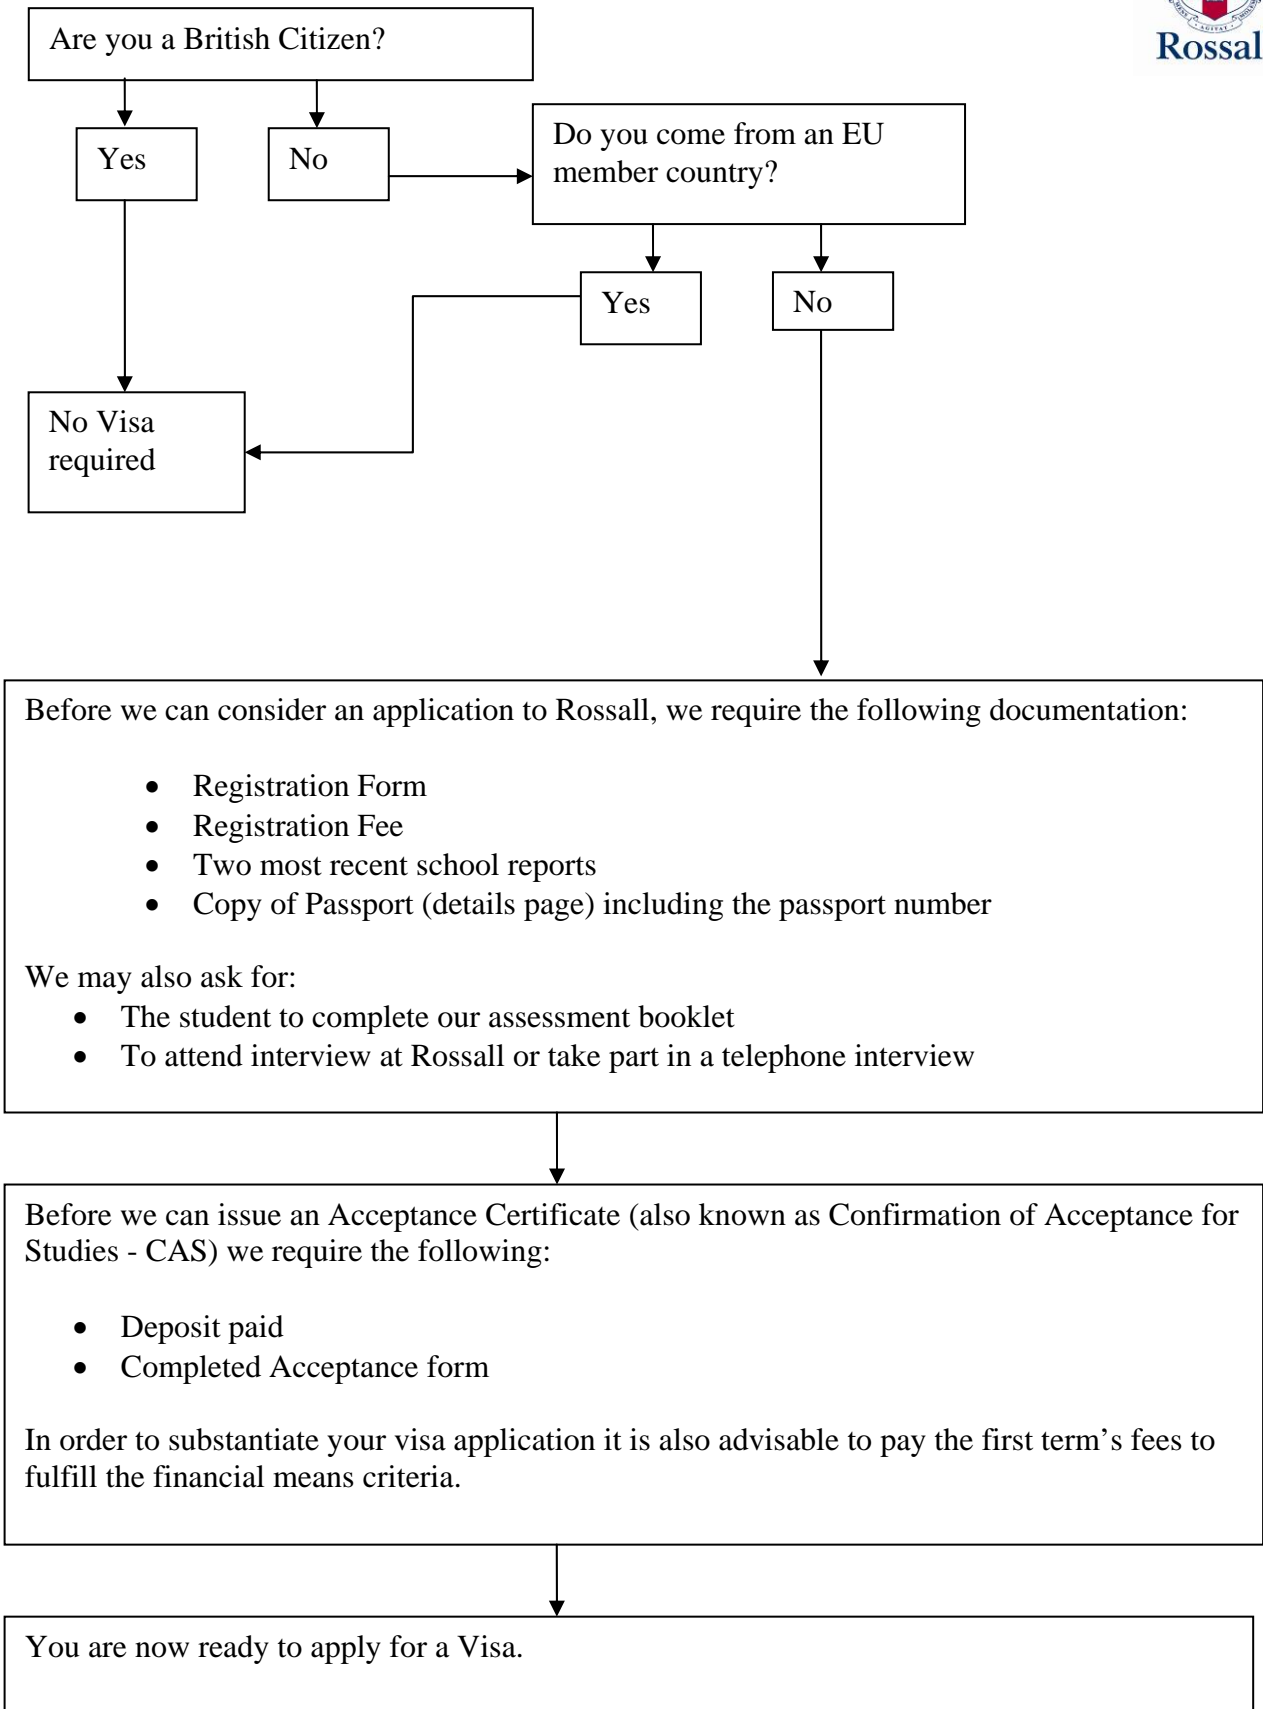 Rossal
Are you a British Citizen?
Yes
No
Do you come from an EU
member country?
Yes
No
No Visa
required
Before we can consider an application to Rossall, we require the following documentation:
• Registration Form
• Registration Fee
• Two most recent school reports
• Copy of Passport (details page) including the passport number
We may also ask for:
• The student to complete our assessment booklet
• To attend interview at Rossall or take part in a telephone interview
Before we can issue an Acceptance Certificate (also known as Confirmation of Acceptance for
Studies - CAS) we require the following:
• Deposit paid
• Completed Acceptance form
In order to substantiate your visa application it is also advisable to pay the first term's fees to
fulfill the financial means criteria.
You are now ready to apply for a Visa.